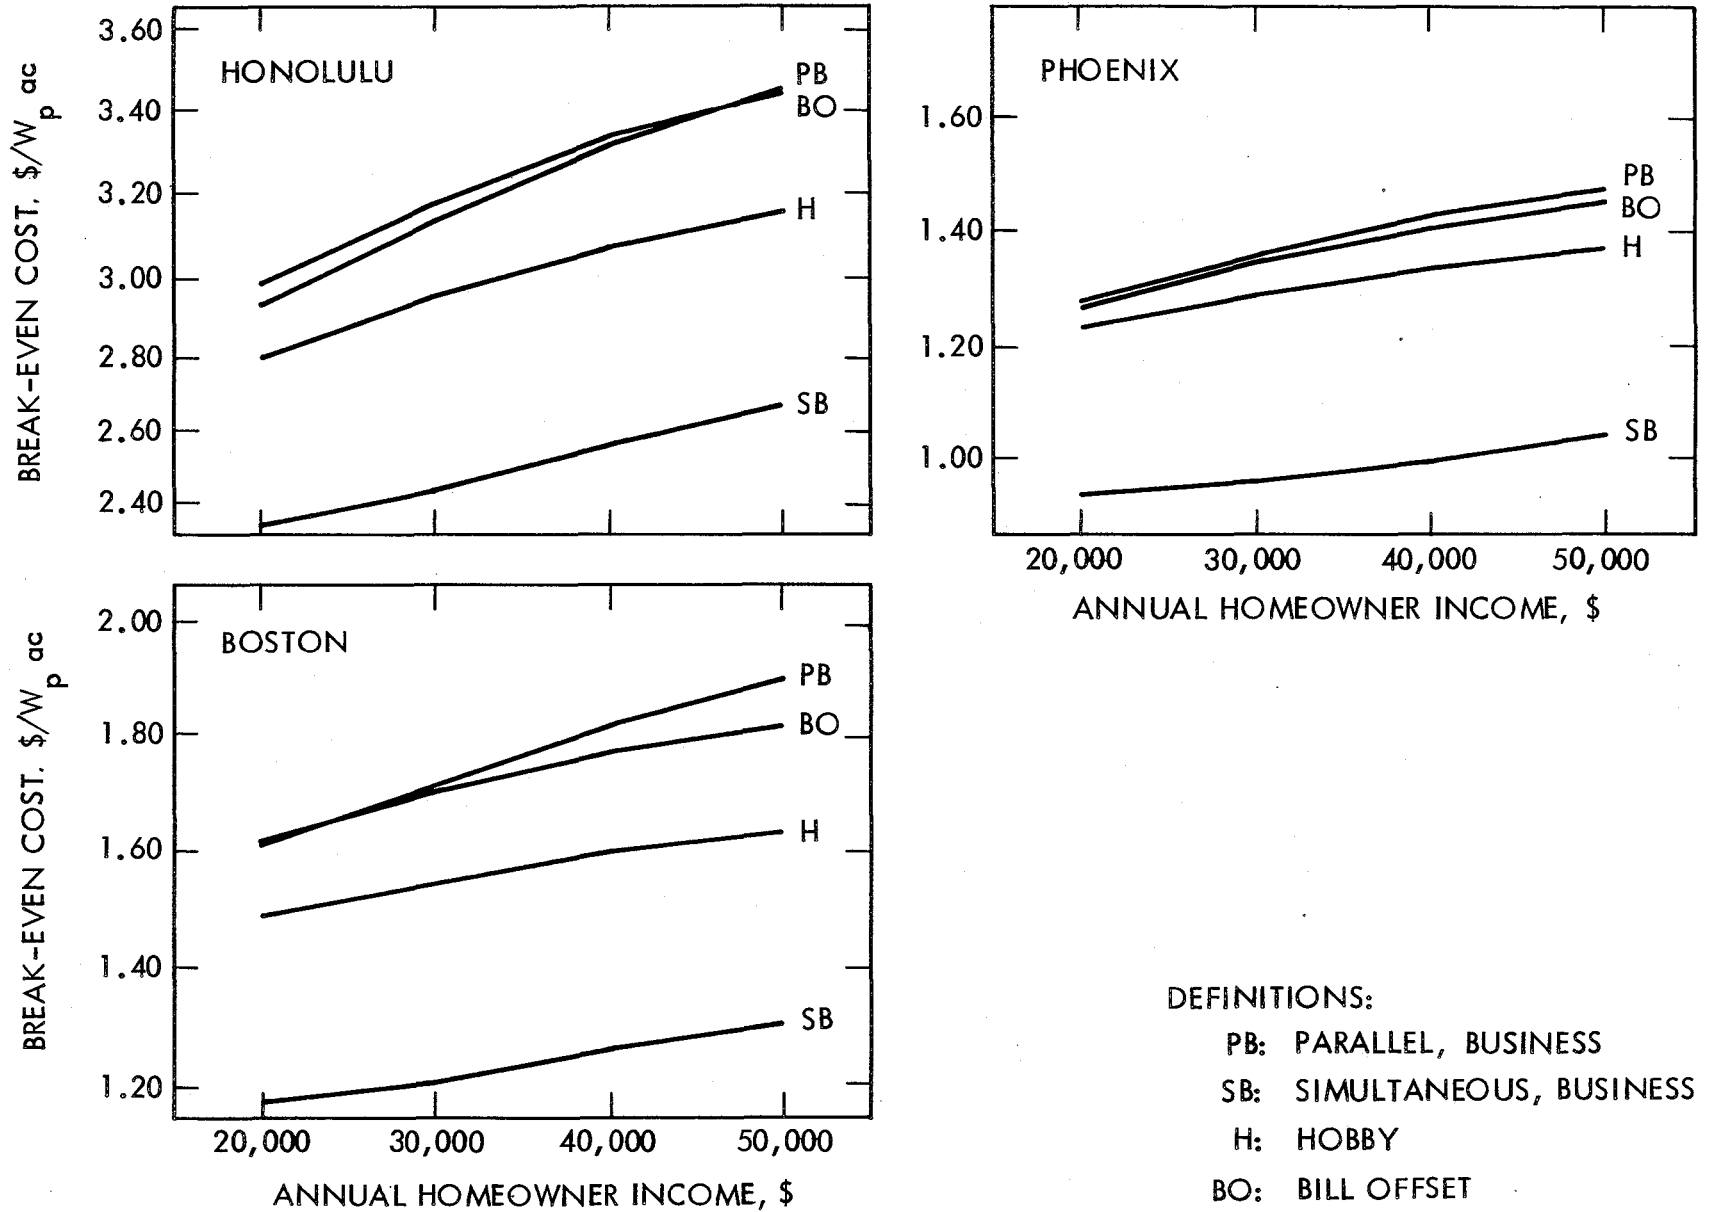 HONOLULU
BREAK-EVEN COST, $/Wp ac
3.60
3.40
3.20
3.00
2.80
2.60
2.40
PB
BO
H
SB
PHOENIX
1.60
1.40
1.20
1.00
PB
BO
H
SB
20,000 30,000 40,000 50,000
ANNUAL HOMEOWNER INCOME, $
BOSTON
BREAK-EVEN COST, $/Wp ac
2.00
1.80
1.60
1.40
1.20
PB
BO
H
SB
20,000 30,000 40,000 50,000
ANNUAL HOMEOWNER INCOME, $
DEFINITIONS:
PB: PARALLEL, BUSINESS
SB: SIMULTANEOUS, BUSINESS
H: HOBBY
BO: BILL OFFSET